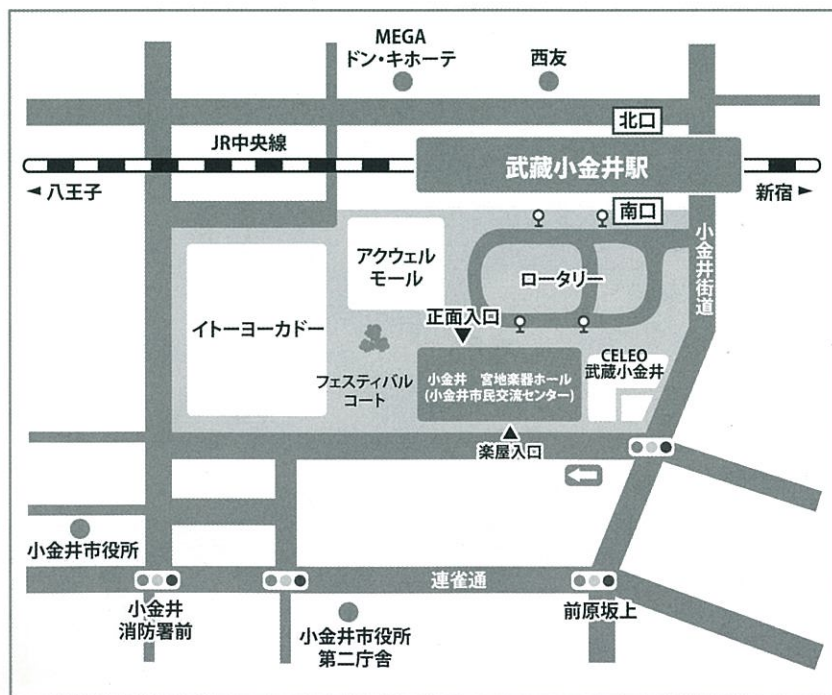 MEGA
ドン・キホーテ
西友
北口
JR中央線
武蔵小金井駅
◀ 八王子
新宿 ▶
南口
小金井街道
アクウェル
モール
ロータリー
イトーヨーカドー
正面入口
▼
CELEO
武蔵小金井
フェスティバル
コート
小金井 宮地楽器ホール
(小金井市民交流センター)
▲
楽屋入口
小金井市役所
連雀通
小金井
消防署前
前原坂上
小金井市役所
第二庁舎